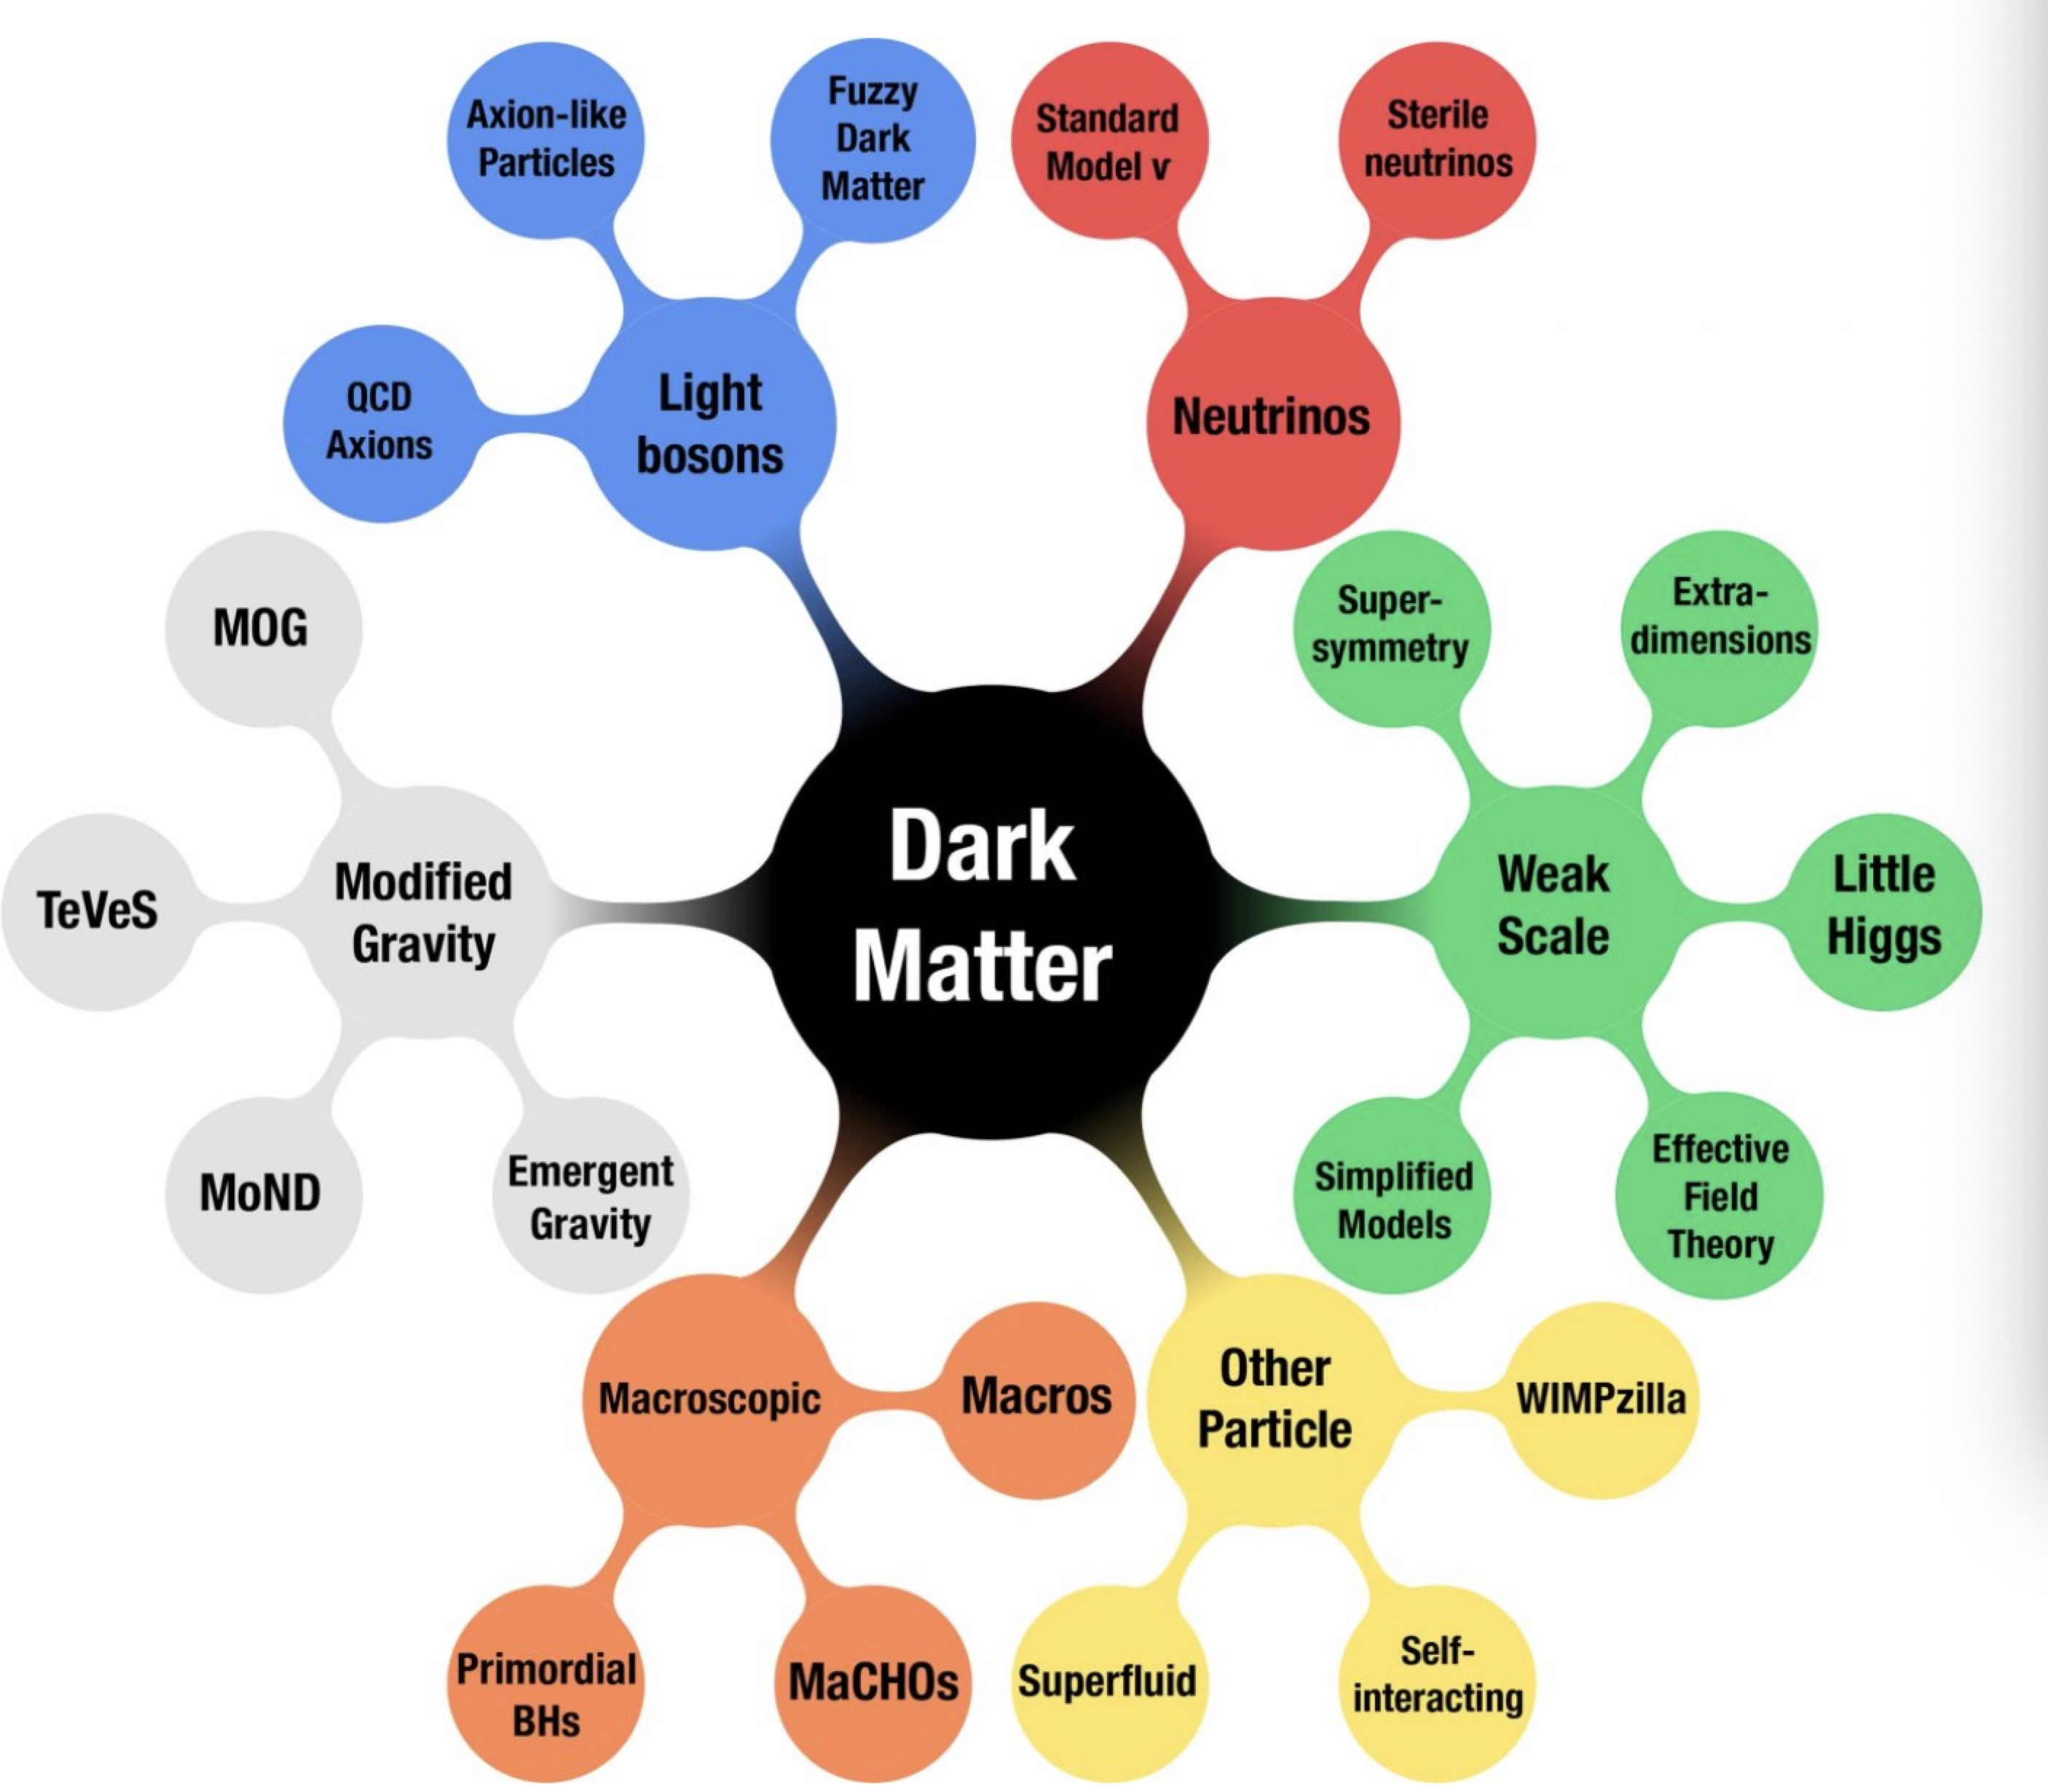 Axion-like
Particles
Fuzzy
Dark
Matter
Standard
Model ν
Sterile
neutrinos
QCD
Axions
Light
bosons
Neutrinos
MOG
Super-
symmetry
Extra-
dimensions
TeVeS
Modified
Gravity
Dark
Matter
Weak
Scale
Little
Higgs
MoND
Emergent
Gravity
Simplified
Models
Effective
Field
Theory
Macroscopic
Macros
Other
Particle
WIMPzilla
Primordial
BHs
MaCHOs
Superfluid
Self-
interacting